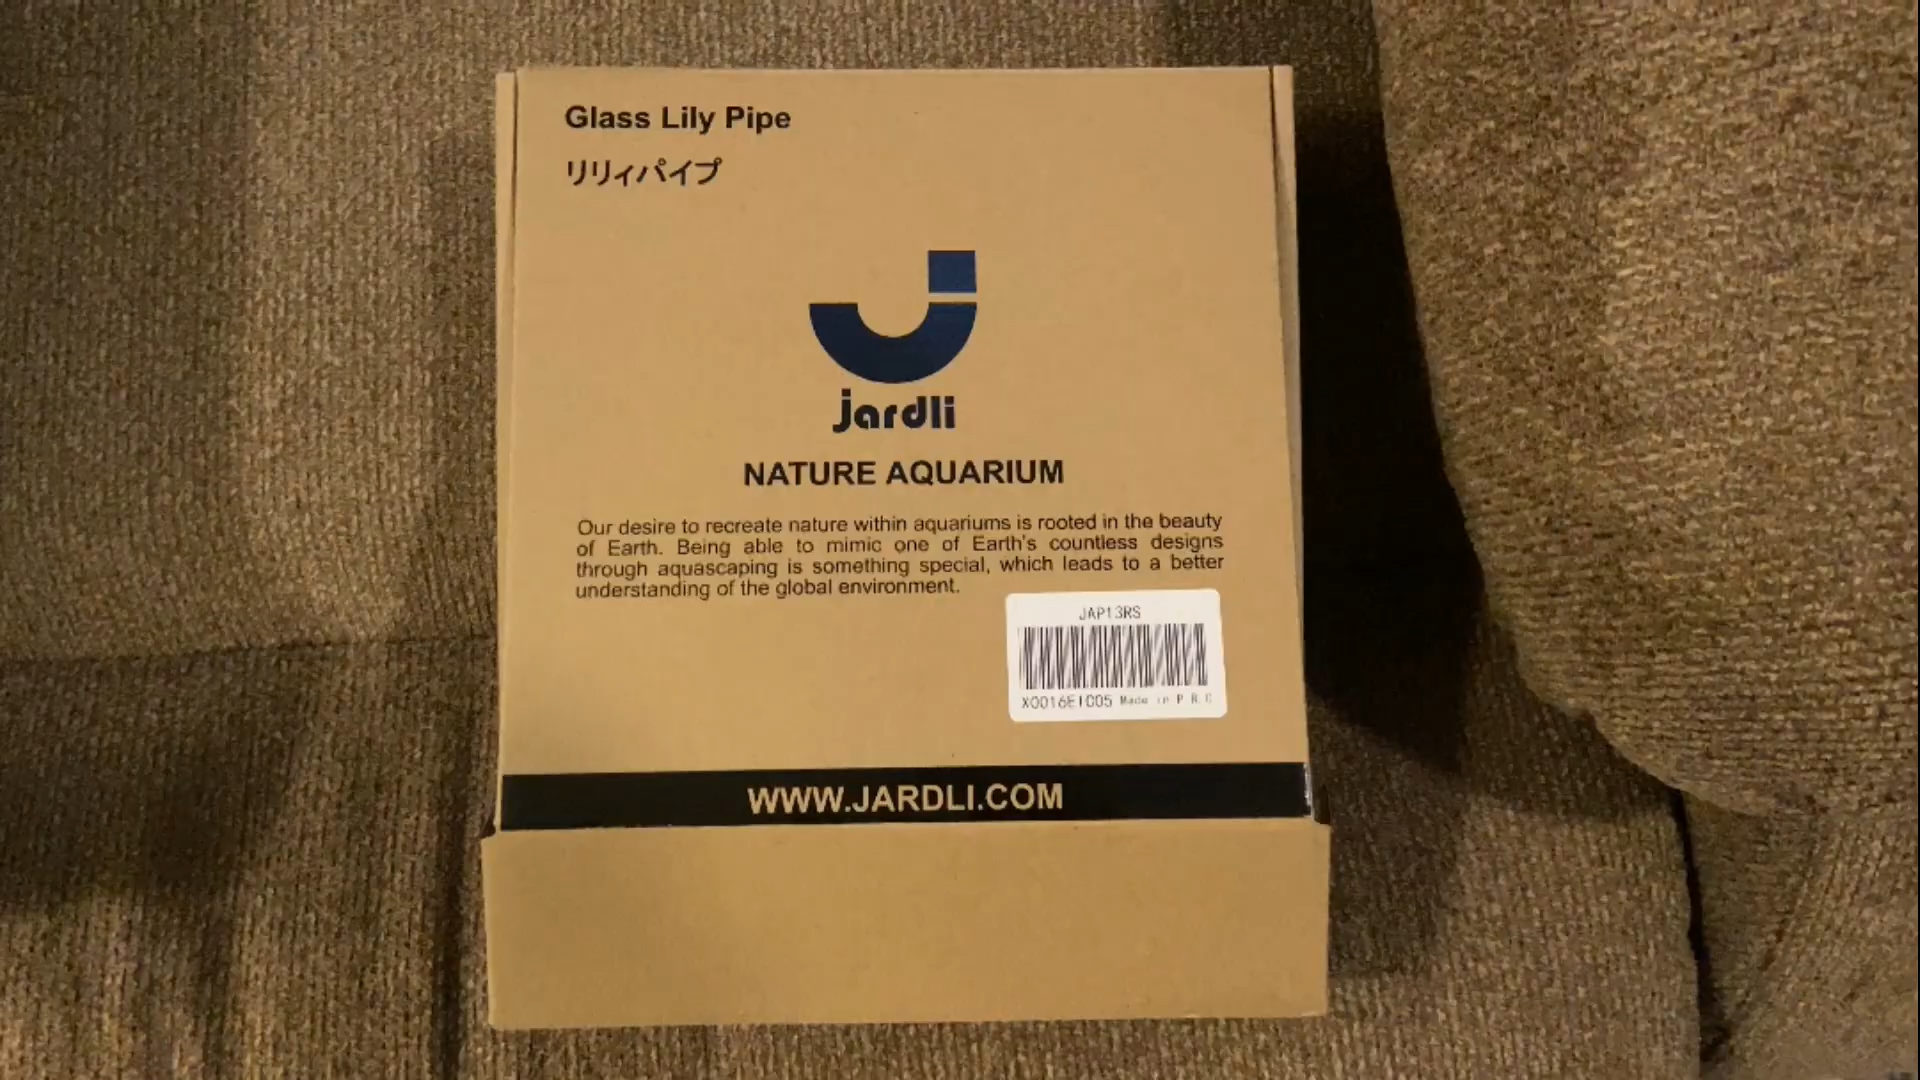 Glass Lily Pipe
リリィパイプ
jardli
NATURE AQUARIUM
Our desire to recreate nature within aquariums is rooted in the beauty
of Earth. Being able to mimic one of Earth's countless designs
through aquascaping is something special, which leads to a better
understanding of the global environment.
JAP13RS
X0016EI005 Made in P.R.C
WWW.JARDLI.COM